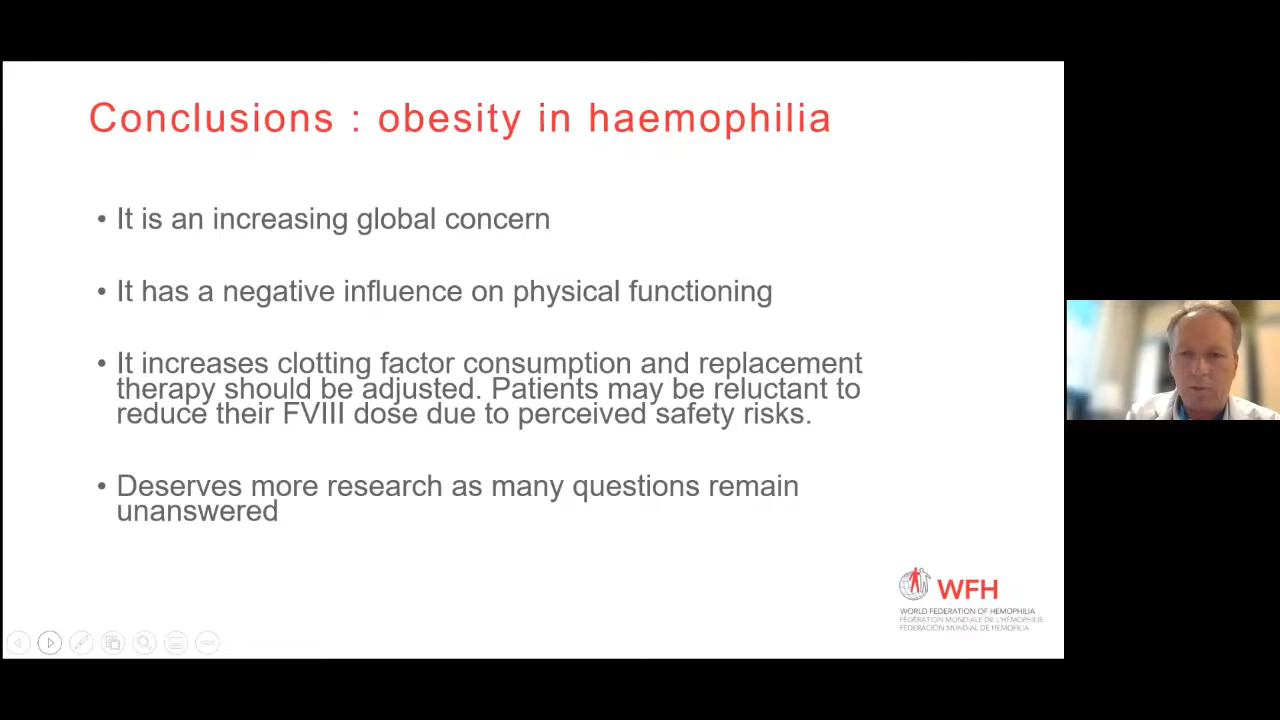 Conclusions : obesity in haemophilia
• It is an increasing global concern
• It has a negative influence on physical functioning
• It increases clotting factor consumption and replacement
therapy should be adjusted. Patients may be reluctant to
reduce their FVIII dose due to perceived safety risks.
• Deserves more research as many questions remain
unanswered
WFH
WORLD FEDERATION OF HEMOPHILIA
FÉDÉRATION MONDIALE DE L'HÉMOPHILIE
FEDERACIÓN MUNDIAL DE HEMOFILIA